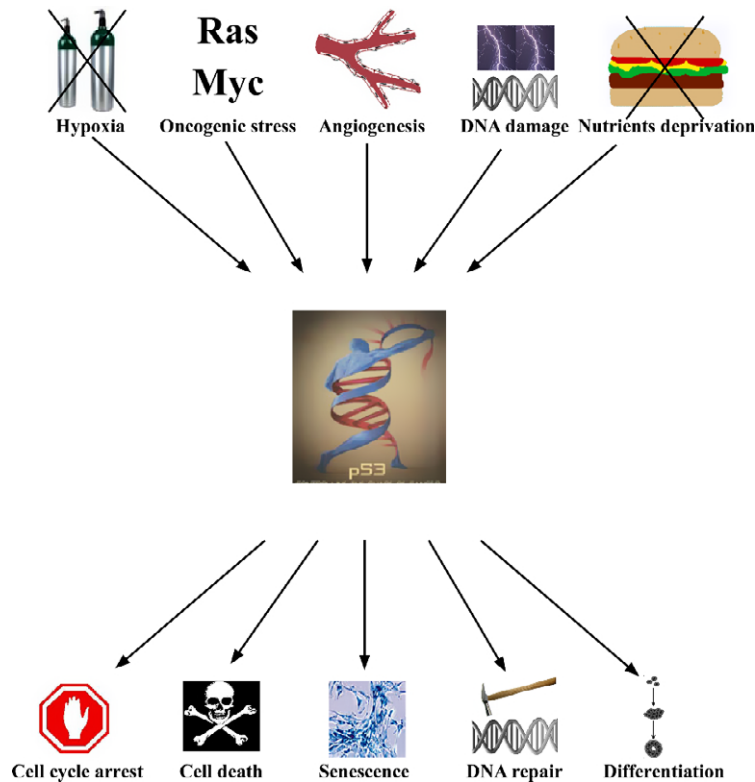 Ras
Myc
Hypoxia
Oncogenic stress
Angiogenesis
DNA damage
Nutrients deprivation
p53
Cell cycle arrest
Cell death
Senescence
DNA repair
Differentiation